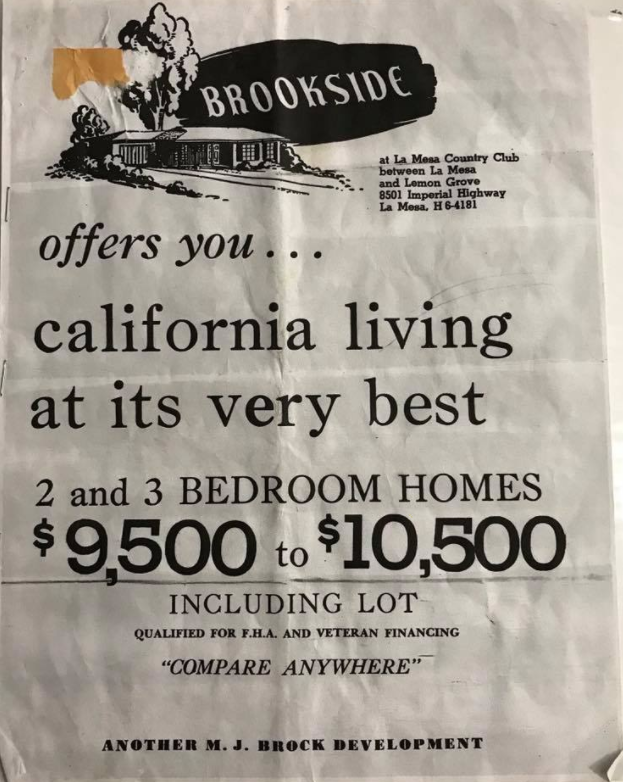 BROOKSIDE
at La Mesa Country Club
between La Mesa
and Lemon Grove
8501 Imperial Highway
La Mesa, H 6-4181
offers you . . .
california living
at its very best
2 and 3 BEDROOM HOMES
$9,500 to $10,500
INCLUDING LOT
QUALIFIED FOR F.H.A. AND VETERAN FINANCING
"COMPARE ANYWHERE"
ANOTHER M. J. BROCK DEVELOPMENT